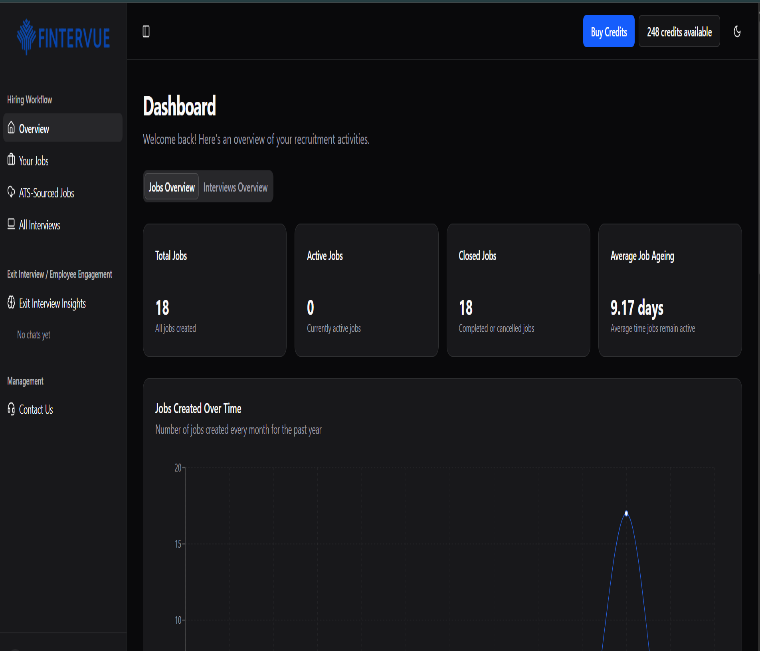 FINTERVUE
Buy Credits
248 credits available
Hiring Workflow
Overview
Your Jobs
ATS-Sourced Jobs
All Interviews
Exit Interview / Employee Engagement
Exit Interview Insights
No chats yet
Management
Contact Us
Dashboard
Welcome back! Here's an overview of your recruitment activities.
Jobs Overview
Interviews Overview
Total Jobs
18
All jobs created
Active Jobs
0
Currently active jobs
Closed Jobs
18
Completed or cancelled jobs
Average Job Ageing
9.17 days
Average time jobs remain active
Jobs Created Over Time
Number of jobs created every month for the past year
20
15
10